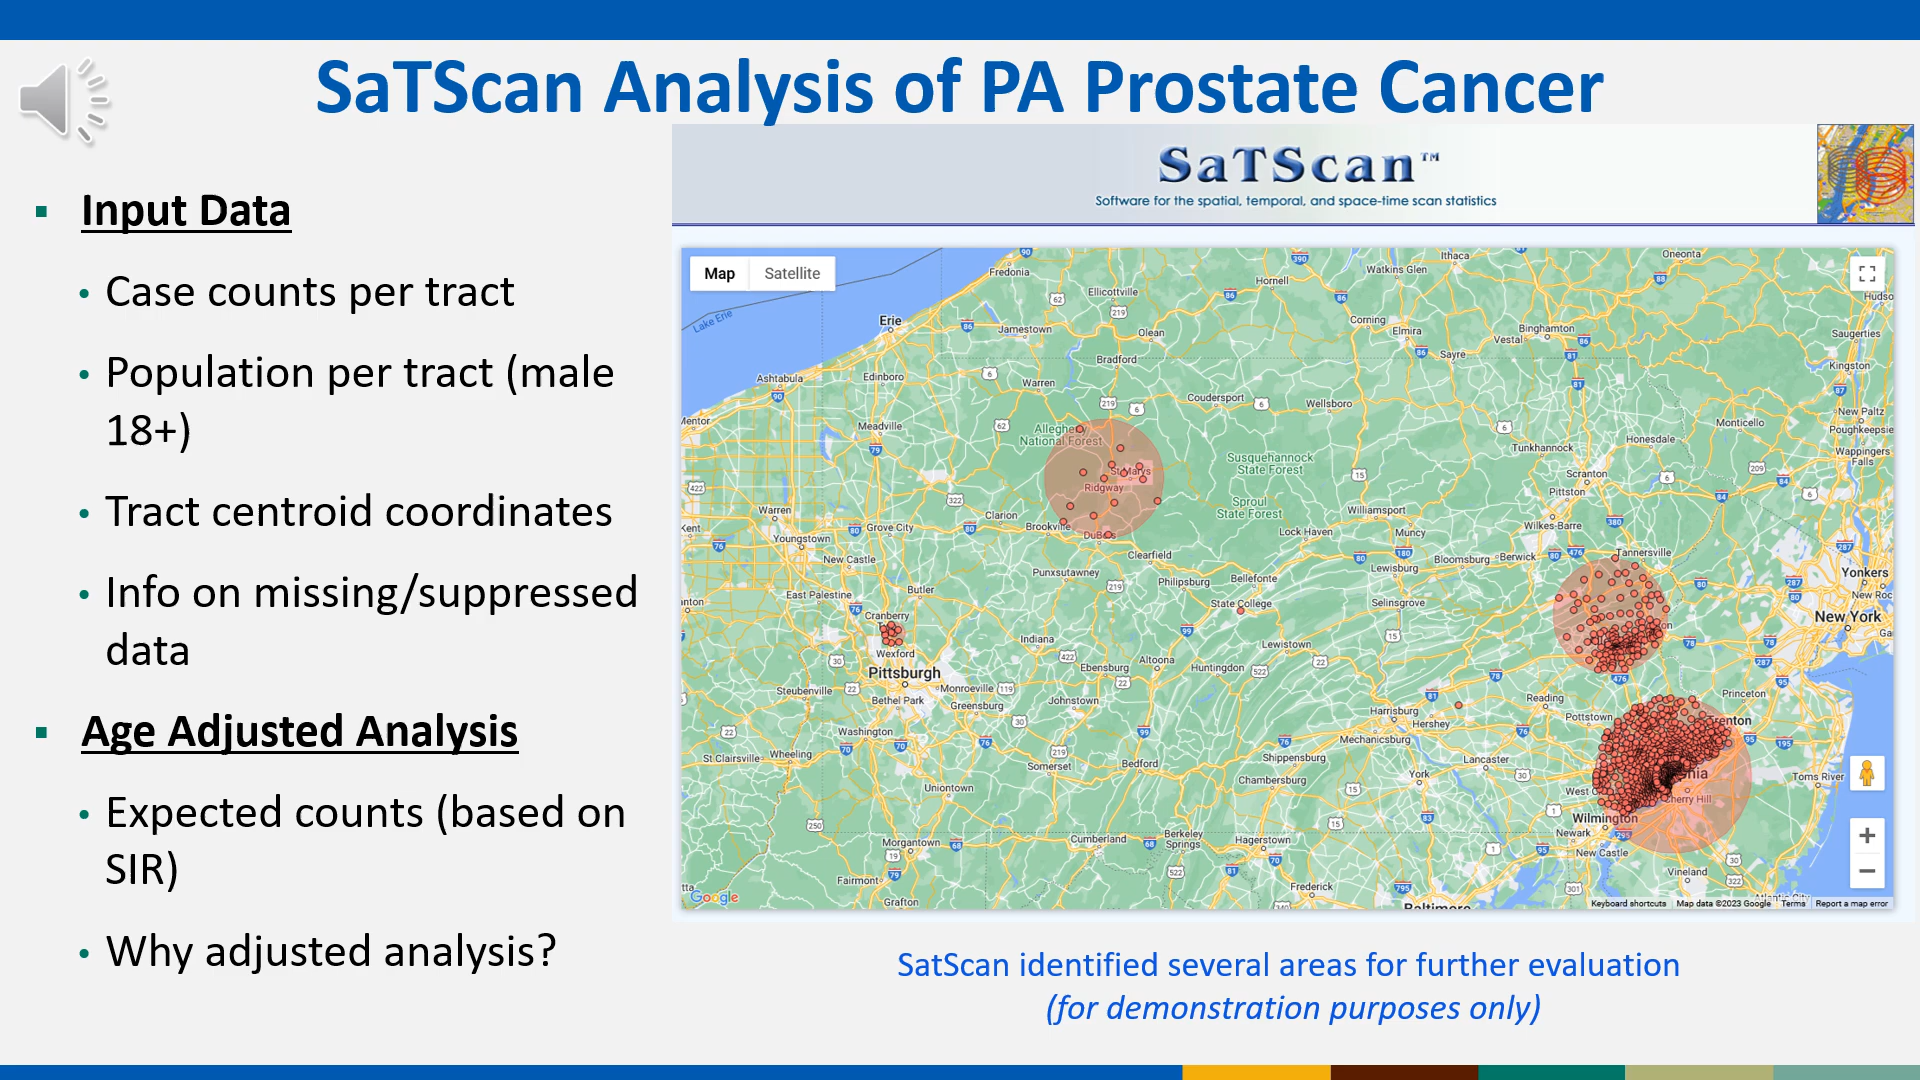 SaTScan Analysis of PA Prostate Cancer
SaTScan™
Software for the spatial, temporal, and space-time scan statistics
▪ Input Data
• Case counts per tract
• Population per tract (male
18+)
• Tract centroid coordinates
• Info on missing/suppressed
data
▪ Age Adjusted Analysis
• Expected counts (based on
SIR)
• Why adjusted analysis?
Map
Satellite
Lake Erie
Fredonia
Ellicottville
Hornell
Watkins Glen
Ithaca
Oneonta
Erie
Jamestown
Olean
Corning
Elmira
Binghamton
Vestal
Saugerties
Sayre
Bradford
Kingston
Ashtabula
Edinboro
Warren
Coudersport
Wellsboro
New Paltz
Poughkeepsie
Meadville
Allegheny
National Forest
Tunkhannock
Honesdale
Monticello
Wappingers
Falls
Susquehannock
State Forest
St Marys
Ridgway
Scranton
Pittston
Sproul
State Forest
Warren
Clarion
Brookville
Grove City
DuBois
Lock Haven
Williamsport
Muncy
Wilkes-Barre
Youngstown
New Castle
Clearfield
Bloomsburg
Berwick
Tannersville
Punxsutawney
Philipsburg
Bellefonte
Lewisburg
Yonkers
East Palestine
Butler
State College
Selinsgrove
New York
Cranberry
Wexford
Indiana
Lewistown
Pittsburgh
Altoona
Ebensburg
Huntingdon
Steubenville
Monroeville
Bethel Park
Greensburg
Johnstown
Reading
Pottstown
Princeton
Trenton
Harrisburg
Hershey
Washington
Mechanicsburg
St Clairsville
Wheeling
Somerset
Bedford
Shippensburg
Lancaster
Chambersburg
York
Cherry Hill
Toms River
Uniontown
Wilmington
Morgantown
Cumberland
Berkeley
Springs
Hagerstown
Newark
New Castle
Fairmont
Vineland
Grafton
Frederick
Baltimore
Google
Keyboard shortcuts
Map data ©2023 Google
Terms
Report a map error
SatScan identified several areas for further evaluation
(for demonstration purposes only)